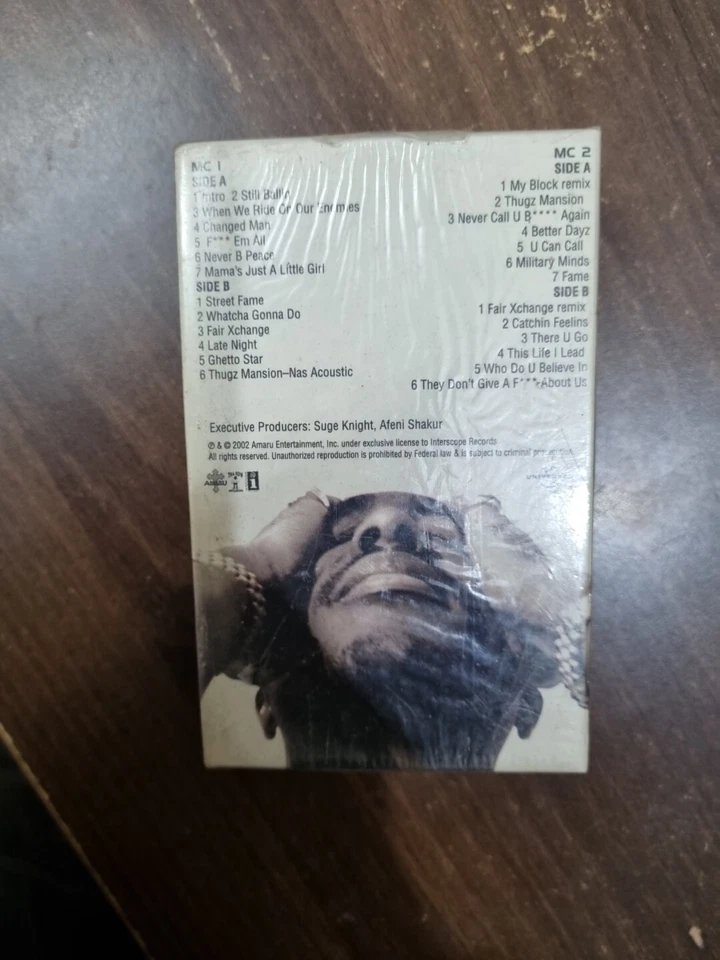 MC 1
SIDE A
1 Intro 2 Still Ballin
3 When We Ride On Our Enemies
4 Changed Man
5 F*** Em All
6 Never B Peace
7 Mama's Just A Little Girl
SIDE B
1 Street Fame
2 Whatcha Gonna Do
3 Fair Xchange
4 Late Night
5 Ghetto Star
6 Thugz Mansion–Nas Acoustic
MC 2
SIDE A
1 My Block remix
2 Thugz Mansion
3 Never Call U B**** Again
4 Better Dayz
5 U Can Call
6 Military Minds
7 Fame
SIDE B
1 Fair Xchange remix
2 Catchin Feelins
3 There U Go
4 This Life I Lead
5 Who Do U Believe In
6 They Don't Give A F*** About Us
Executive Producers: Suge Knight, Afeni Shakur
℗ & © 2002 Amaru Entertainment, Inc. under exclusive license to Interscope Records
All rights reserved. Unauthorized reproduction is prohibited by Federal law & is subject to criminal prosecution.
AMARU